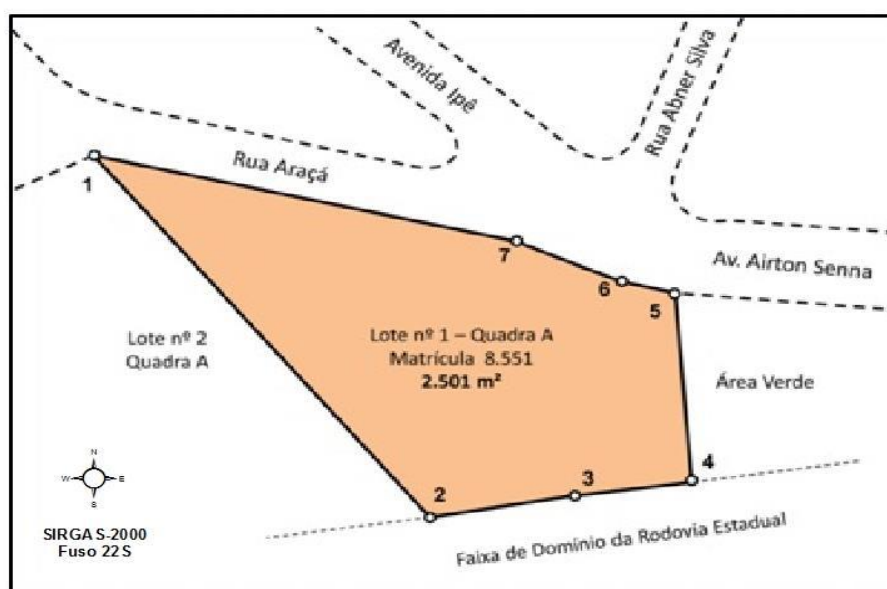 Avenida Ipê
Rua Abner Silva
Rua Araçá
1
7
Av. Airton Senna
6
5
Lote nº 2
Quadra A
Lote nº 1 – Quadra A
Matrícula 8.551
2.501 m²
Área Verde
N
W
E
S
SIRGAS-2000
Fuso 22S
2
3
4
Faixa de Domínio da Rodovia Estadual